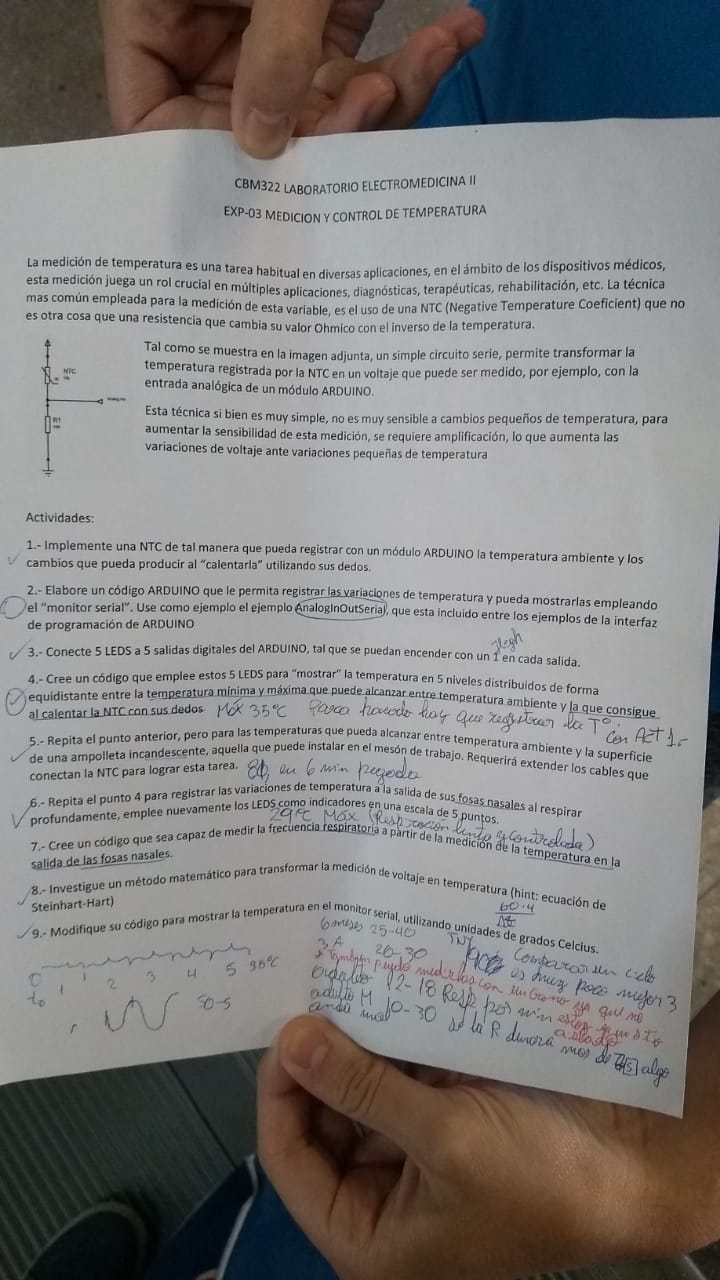 CBM322 LABORATORIO ELECTROMEDICINA II
EXP-03 MEDICION Y CONTROL DE TEMPERATURA
La medición de temperatura es una tarea habitual en diversas aplicaciones, en el ámbito de los dispositivos médicos,
esta medición juega un rol crucial en múltiples aplicaciones, diagnósticas, terapéuticas, rehabilitación, etc. La técnica
mas común empleada para la medición de esta variable, es el uso de una NTC (Negative Temperature Coeficient) que no
es otra cosa que una resistencia que cambia su valor Ohmico con el inverso de la temperatura.
NTC
R1
Tal como se muestra en la imagen adjunta, un simple circuito serie, permite transformar la
temperatura registrada por la NTC en un voltaje que puede ser medido, por ejemplo, con la
entrada analógica de un módulo ARDUINO.
Esta técnica si bien es muy simple, no es muy sensible a cambios pequeños de temperatura, para
aumentar la sensibilidad de esta medición, se requiere amplificación, lo que aumenta las
variaciones de voltaje ante variaciones pequeñas de temperatura
Actividades:
1.- Implemente una NTC de tal manera que pueda registrar con un módulo ARDUINO la temperatura ambiente y los
cambios que pueda producir al "calentarla" utilizando sus dedos.
2.- Elabore un código ARDUINO que le permita registrar las variaciones de temperatura y pueda mostrarlas empleando
el "monitor serial". Use como ejemplo el ejemplo AnalogInOutSerial, que esta incluido entre los ejemplos de la interfaz
de programación de ARDUINO
High
3.- Conecte 5 LEDS a 5 salidas digitales del ARDUINO, tal que se puedan encender con un 1 en cada salida.
4.- Cree un código que emplee estos 5 LEDS para "mostrar" la temperatura en 5 niveles distribuidos de forma
equidistante entre la temperatura mínima y máxima que puede alcanzar entre temperatura ambiente y la que consigue
al calentar la NTC con sus dedos Máx 35°C hay que registrar la T°
con Act 1.-
5.- Repita el punto anterior, pero para las temperaturas que pueda alcanzar entre temperatura ambiente y la superficie
de una ampolleta incandescente, aquella que puede instalar en el mesón de trabajo. Requerirá extender los cables que
conectan la NTC para lograr esta tarea. en 6 min pegado
6.- Repita el punto 4 para registrar las variaciones de temperatura a la salida de sus fosas nasales al respirar
profundamente, emplee nuevamente los LEDS como indicadores en una escala de 5 puntos.
29°C Máx (Respiración lenta y controlada)
7.- Cree un código que sea capaz de medir la frecuencia respiratoria a partir de la medición de la temperatura en la
salida de las fosas nasales.
8.- Investigue un método matemático para transformar la medición de voltaje en temperatura (hint: ecuación de
Steinhart-Hart)
60.4
Δt
9.- Modifique su código para mostrar la temperatura en el monitor serial, utilizando unidades de grados Celsius.
6 meses 25-40
Comparar un ciclo
3 A 20-30
es muy poco mejor 3
También puedo medirlas con un crono ya que no
Adulto 12-18 Resp por min
adulto M 10-30 se la R demora mas de algo
0 1 2 3 4 5 30°C
to
50-5